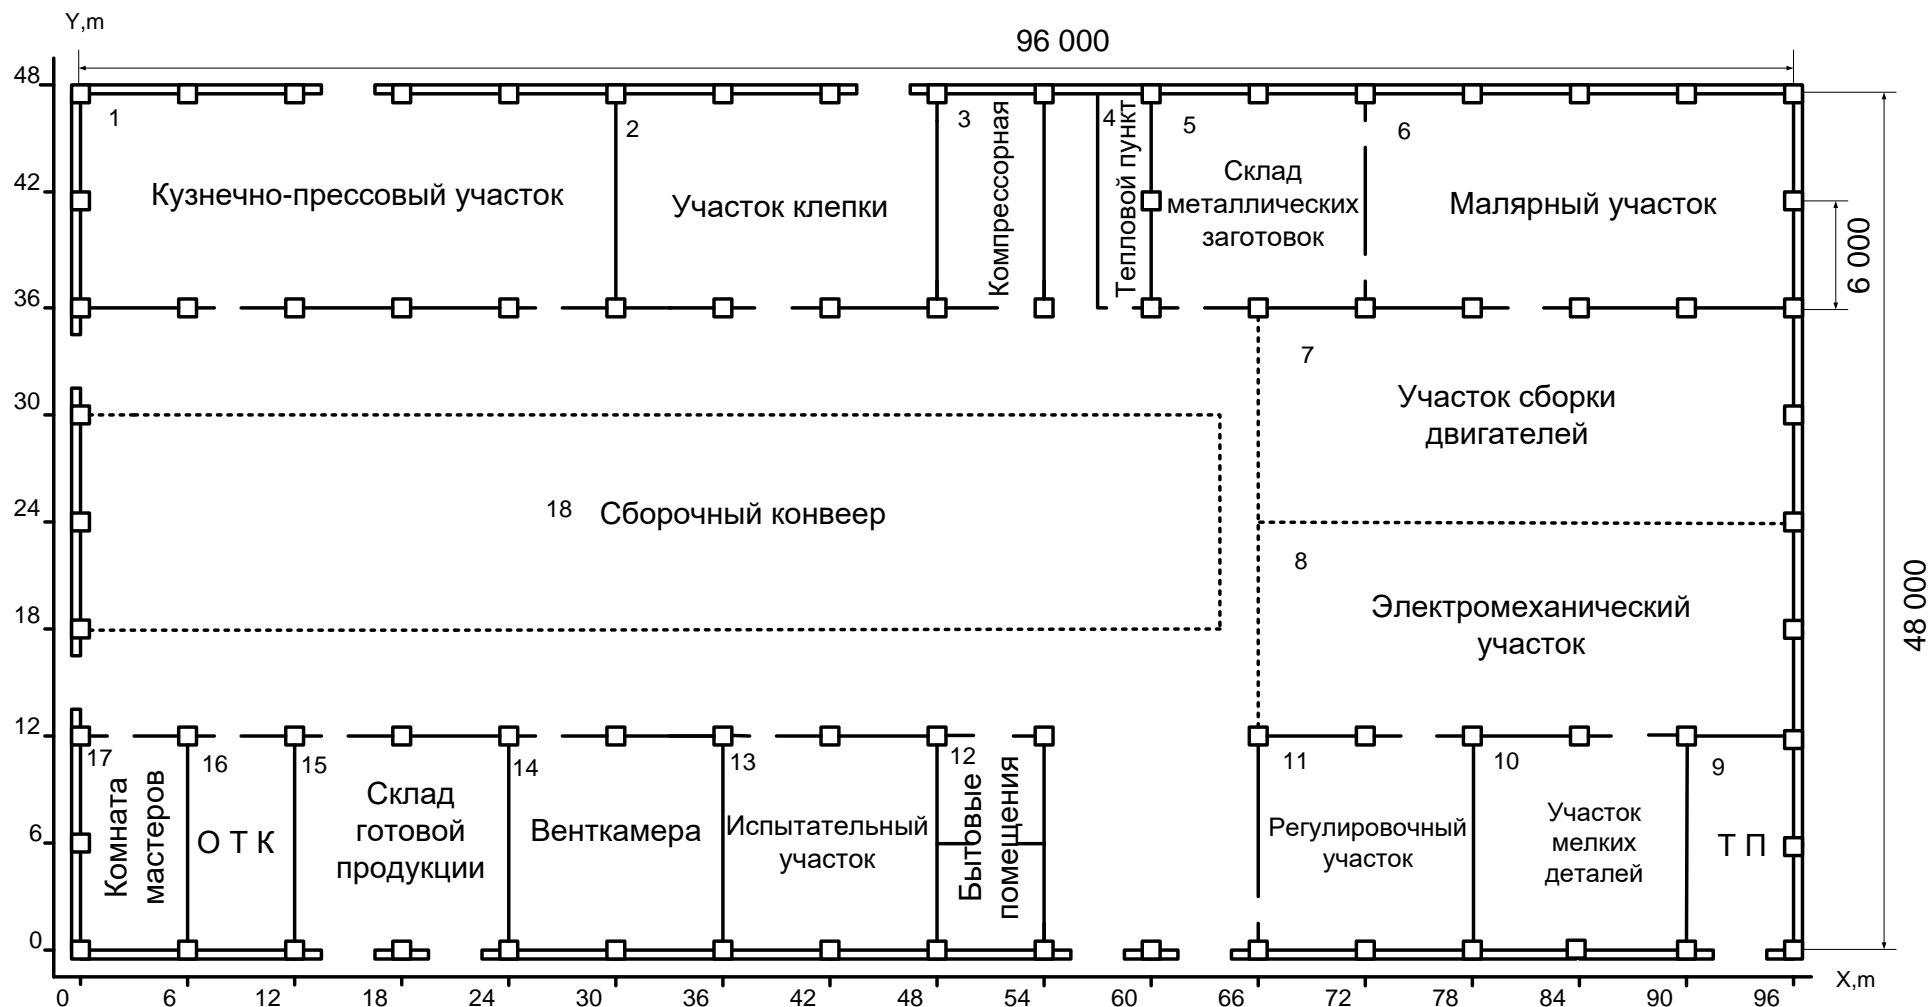 Y,m
96 000
48
1
2
3
4
5
6
Компрессорная
Тепловой пункт
Склад
металлических
заготовок
42
Кузнечно-прессовый участок
Участок клепки
Малярный участок
6 000
36
7
Участок сборки
двигателей
30
24
18 Сборочный конвеер
8
Электромеханический
участок
48 000
18
12
17
16
15
14
13
12
11
10
9
Комната
мастеров
О Т К
Склад
готовой
продукции
Венткамера
Испытательный
участок
Бытовые
помещения
Регулировочный
участок
Участок
мелких
деталей
Т П
6
0
X,m
0 6 12 18 24 30 36 42 48 54 60 66 72 78 84 90 96